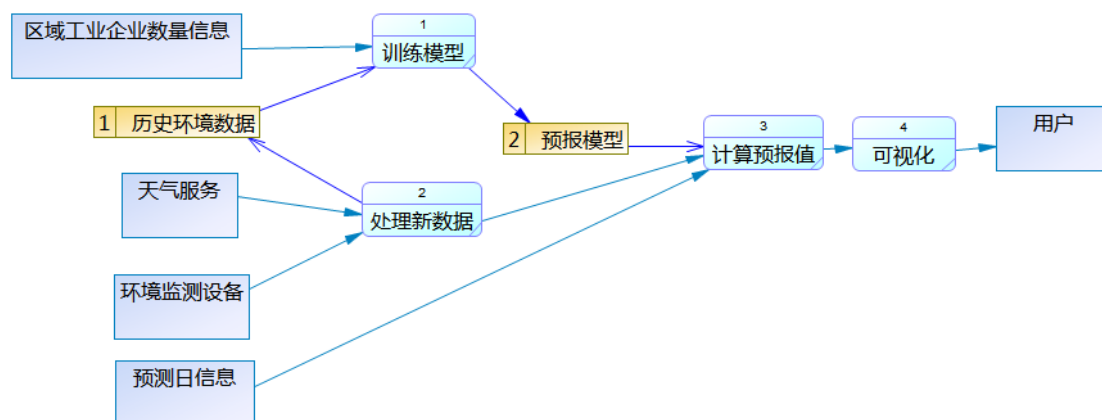 区域工业企业数量信息
1
训练模型
1 历史环境数据
2 预报模型
3
计算预报值
4
可视化
用户
天气服务
2
处理新数据
环境监测设备
预测日信息